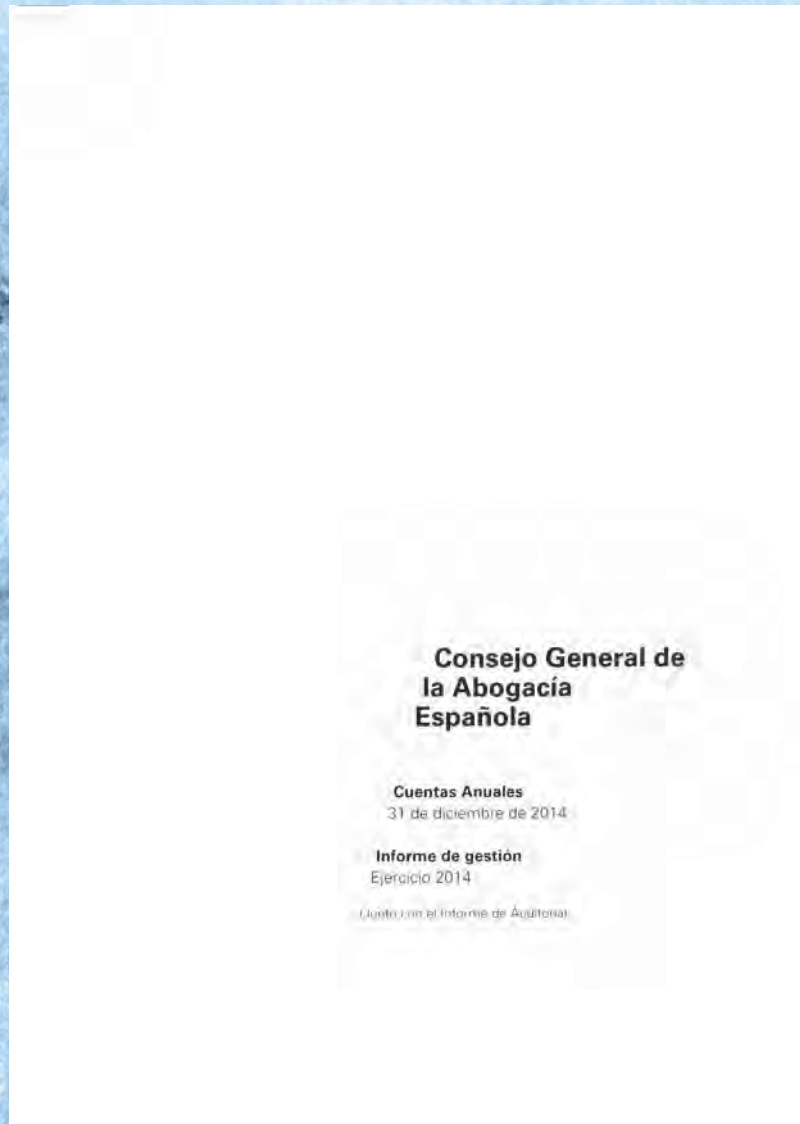 Consejo General de
la Abogacía
Española
Cuentas Anuales
31 de diciembre de 2014
Informe de gestión
Ejercicio 2014
(Junto con el Informe de Auditoría)